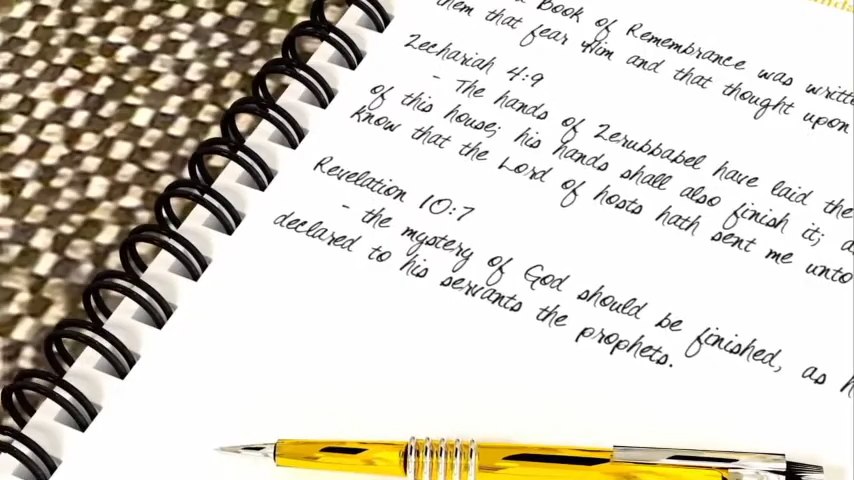 Book of Remembrance was
them that fear Him and that thought upon
Zechariah 4:9
- The hands of Zerubbabel have laid the
of this house; his hands shall also finish it;
know that the Lord of hosts hath sent me unto
Revelation 10:7
- the mystery of God should be finished, as
declared to his servants the prophets.